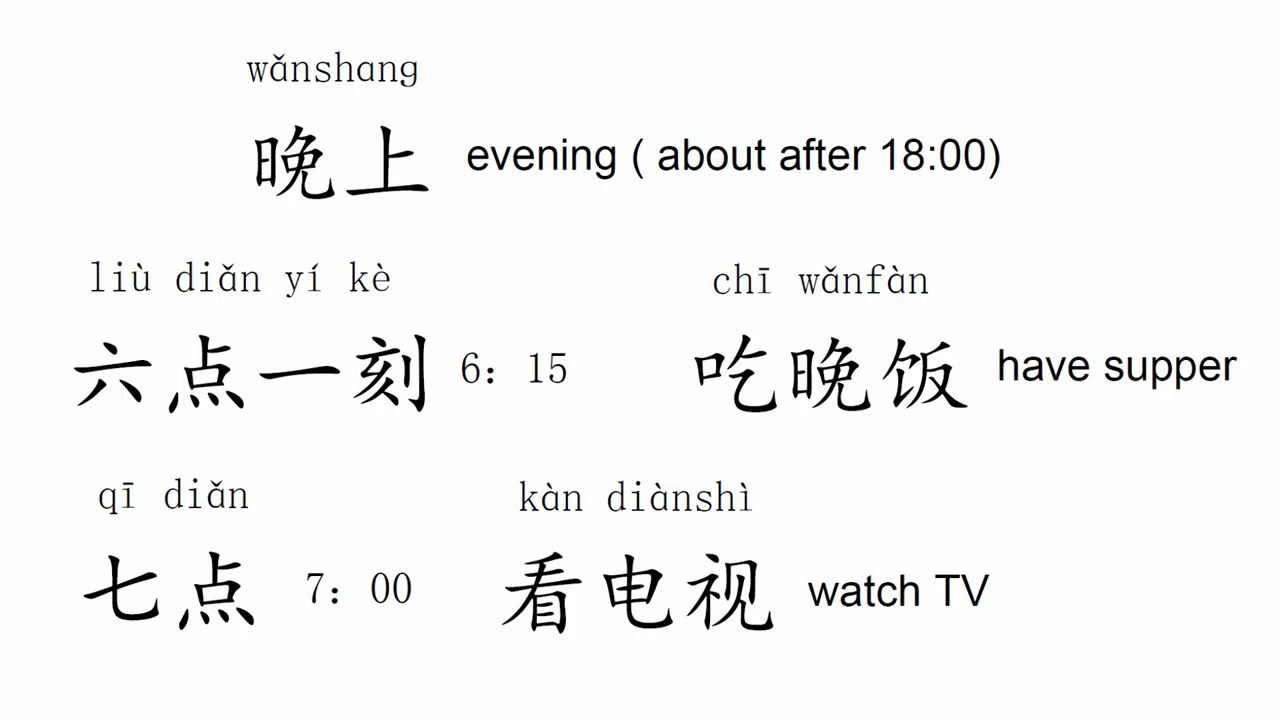 wǎnshang
晚上 evening ( about after 18:00)
liù diǎn yí kè chī wǎnfàn
六点一刻 6：15 吃晚饭 have supper
qī diǎn kàn diànshì
七点 7：00 看电视 watch TV